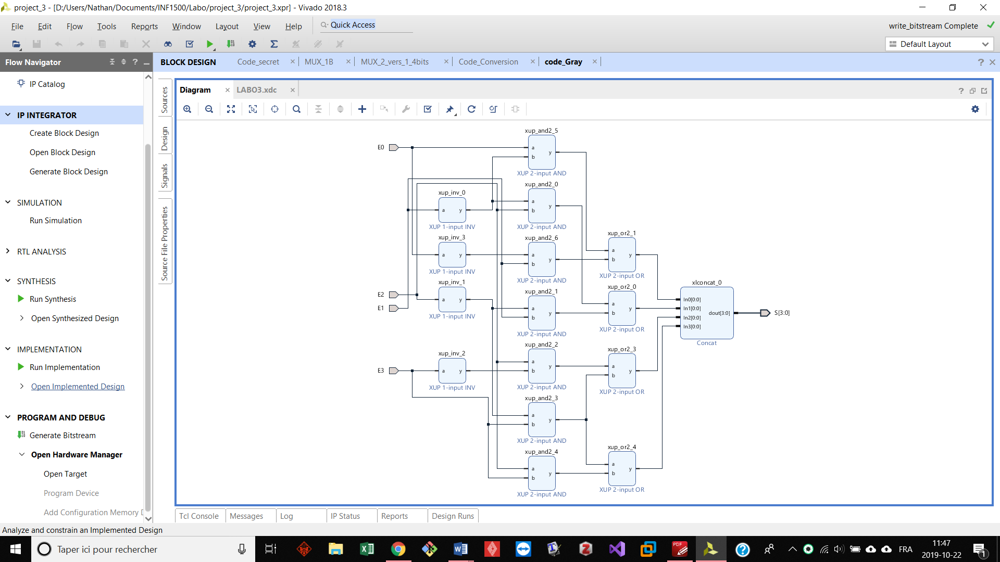 project_3 - [D:/Users/Nathan/Documents/INF1500/Labo/project_3/project_3.xpr] - Vivado 2018.3
File Edit Flow Tools Reports Window Layout View Help Quick Access
write_bitstream Complete
Default Layout
Flow Navigator
BLOCK DESIGN Code_secret MUX_1B MUX_2_vers_1_4bits Code_Conversion code_Gray
IP Catalog
IP INTEGRATOR
Create Block Design
Open Block Design
Generate Block Design
SIMULATION
Run Simulation
RTL ANALYSIS
SYNTHESIS
Run Synthesis
Open Synthesized Design
IMPLEMENTATION
Run Implementation
Open Implemented Design
PROGRAM AND DEBUG
Generate Bitstream
Open Hardware Manager
Open Target
Program Device
Add Configuration Memory D
Sources
Design
Signals
Source File Properties
Diagram LABO3.xdc
E0
E2
E1
E3
xup_inv_0
a y
XUP 1-input INV
xup_inv_3
a y
XUP 1-input INV
xup_inv_1
a y
XUP 1-input INV
xup_inv_2
a y
XUP 1-input INV
xup_and2_5
a
b
y
XUP 2-input AND
xup_and2_0
a
b
y
XUP 2-input AND
xup_and2_6
a
b
y
XUP 2-input AND
xup_and2_1
a
b
y
XUP 2-input AND
xup_and2_2
a
b
y
XUP 2-input AND
xup_and2_3
a
b
y
XUP 2-input AND
xup_and2_4
a
b
y
XUP 2-input AND
xup_or2_1
a
b
y
XUP 2-input OR
xup_or2_0
a
b
y
XUP 2-input OR
xup_or2_3
a
b
y
XUP 2-input OR
xup_or2_4
a
b
y
XUP 2-input OR
xlconcat_0
In0[0:0]
In1[0:0]
In2[0:0]
In3[0:0]
dout[3:0]
Concat
S[3:0]
Tcl Console Messages Log IP Status Reports Design Runs
Analyze and constrain an Implemented Design
Taper ici pour rechercher
PDF
FRA
11:47
2019-10-22
1